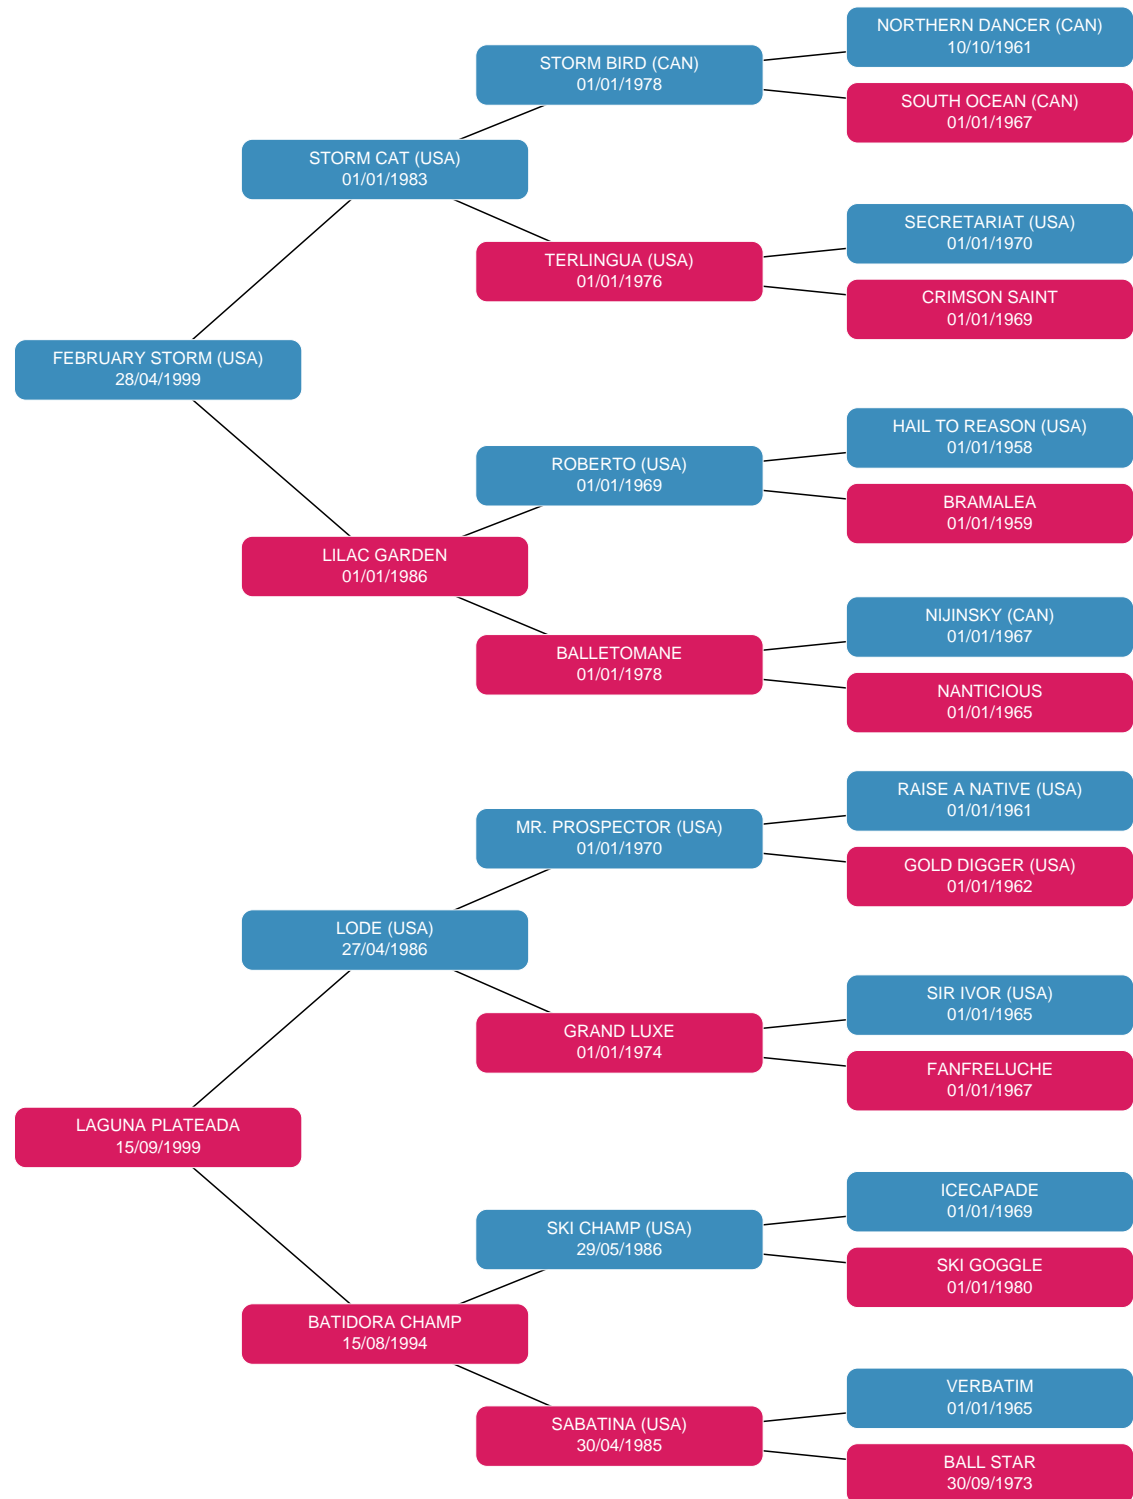 NORTHERN DANCER (CAN)
10/10/1961
STORM BIRD (CAN)
01/01/1978
SOUTH OCEAN (CAN)
01/01/1967
STORM CAT (USA)
01/01/1983
SECRETARIAT (USA)
01/01/1970
TERLINGUA (USA)
01/01/1976
CRIMSON SAINT
01/01/1969
FEBRUARY STORM (USA)
28/04/1999
HAIL TO REASON (USA)
01/01/1958
ROBERTO (USA)
01/01/1969
BRAMALEA
01/01/1959
LILAC GARDEN
01/01/1986
NIJINSKY (CAN)
01/01/1967
BALLETOMANE
01/01/1978
NANTICIOUS
01/01/1965
RAISE A NATIVE (USA)
01/01/1961
MR. PROSPECTOR (USA)
01/01/1970
GOLD DIGGER (USA)
01/01/1962
LODE (USA)
27/04/1986
SIR IVOR (USA)
01/01/1965
GRAND LUXE
01/01/1974
FANFRELUCHE
01/01/1967
LAGUNA PLATEADA
15/09/1999
ICECAPADE
01/01/1969
SKI CHAMP (USA)
29/05/1986
SKI GOGGLE
01/01/1980
BATIDORA CHAMP
15/08/1994
VERBATIM
01/01/1965
SABATINA (USA)
30/04/1985
BALL STAR
30/09/1973